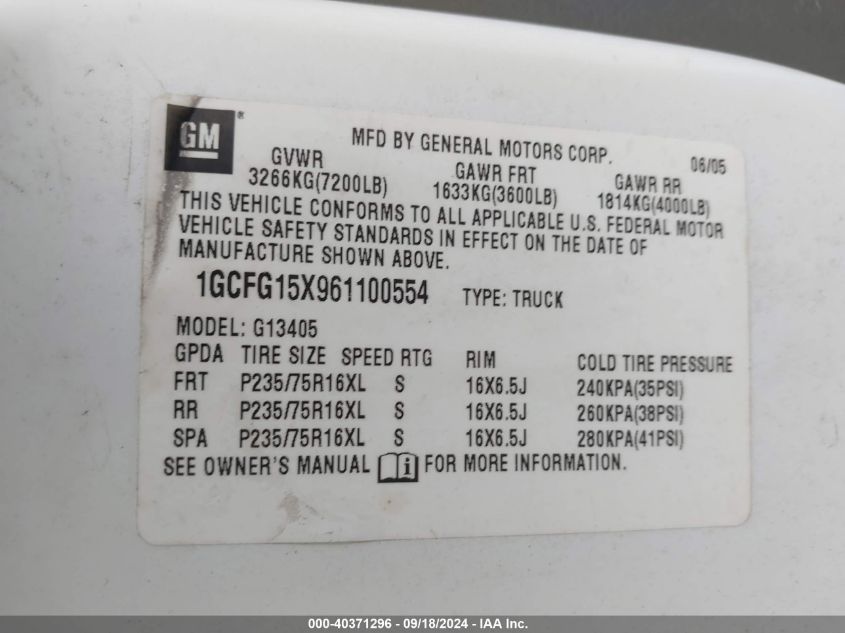 GM®
MFD BY GENERAL MOTORS CORP. 06/05
GVWR GAWR FRT GAWR RR
3266KG(7200LB) 1633KG(3600LB) 1814KG(4000LB)
THIS VEHICLE CONFORMS TO ALL APPLICABLE U.S. FEDERAL MOTOR
VEHICLE SAFETY STANDARDS IN EFFECT ON THE DATE OF
MANUFACTURE SHOWN ABOVE.
1GCFG15X961100554 TYPE: TRUCK
MODEL: G13405
GPDA TIRE SIZE SPEED RTG RIM COLD TIRE PRESSURE
FRT P235/75R16XL S 16X6.5J 240KPA(35PSI)
RR P235/75R16XL S 16X6.5J 260KPA(38PSI)
SPA P235/75R16XL S 16X6.5J 280KPA(41PSI)
SEE OWNER'S MANUAL i FOR MORE INFORMATION.
000-40371296 - 09/18/2024 - IAA Inc.